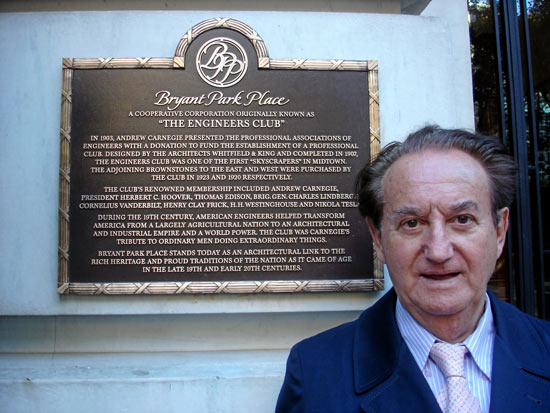 BPP
Bryant Park Place
A COOPERATIVE CORPORATION ORIGINALLY KNOWN AS
"THE ENGINEERS CLUB"
IN 1903, ANDREW CARNEGIE PRESENTED THE PROFESSIONAL ASSOCIATIONS OF
ENGINEERS WITH A DONATION TO FUND THE ESTABLISHMENT OF A PROFESSIONAL
CLUB. DESIGNED BY THE ARCHITECTS WHITFIELD & KING AND COMPLETED IN 1907,
THE ENGINEERS CLUB WAS ONE OF THE FIRST "SKYSCRAPERS" IN MIDTOWN.
THE ADJOINING BROWNSTONES TO THE EAST AND WEST WERE PURCHASED BY
THE CLUB IN 1923 AND 1920 RESPECTIVELY.
THE CLUB'S RENOWNED MEMBERSHIP INCLUDED ANDREW CARNEGIE,
PRESIDENT HERBERT C. HOOVER, THOMAS EDISON, BRIG. GEN. CHARLES LINDBERG
CORNELIUS VANDERBILT, HENRY CLAY FRICK, H.H. WESTINGHOUSE AND NIKOLA TESL
DURING THE 19TH CENTURY, AMERICAN ENGINEERS HELPED TRANSFORM
AMERICA FROM A LARGELY AGRICULTURAL NATION TO AN ARCHITECTURAL
AND INDUSTRIAL EMPIRE AND A WORLD POWER. THE CLUB WAS CARNEGIE'S
TRIBUTE TO ORDINARY MEN DOING EXTRAORDINARY THINGS.
BRYANT PARK PLACE STANDS TODAY AS AN ARCHITECTURAL LINK TO THE
RICH HERITAGE AND PROUD TRADITIONS OF THE NATION AS IT CAME OF AGE
IN THE LATE 19TH AND EARLY 20TH CENTURIES.